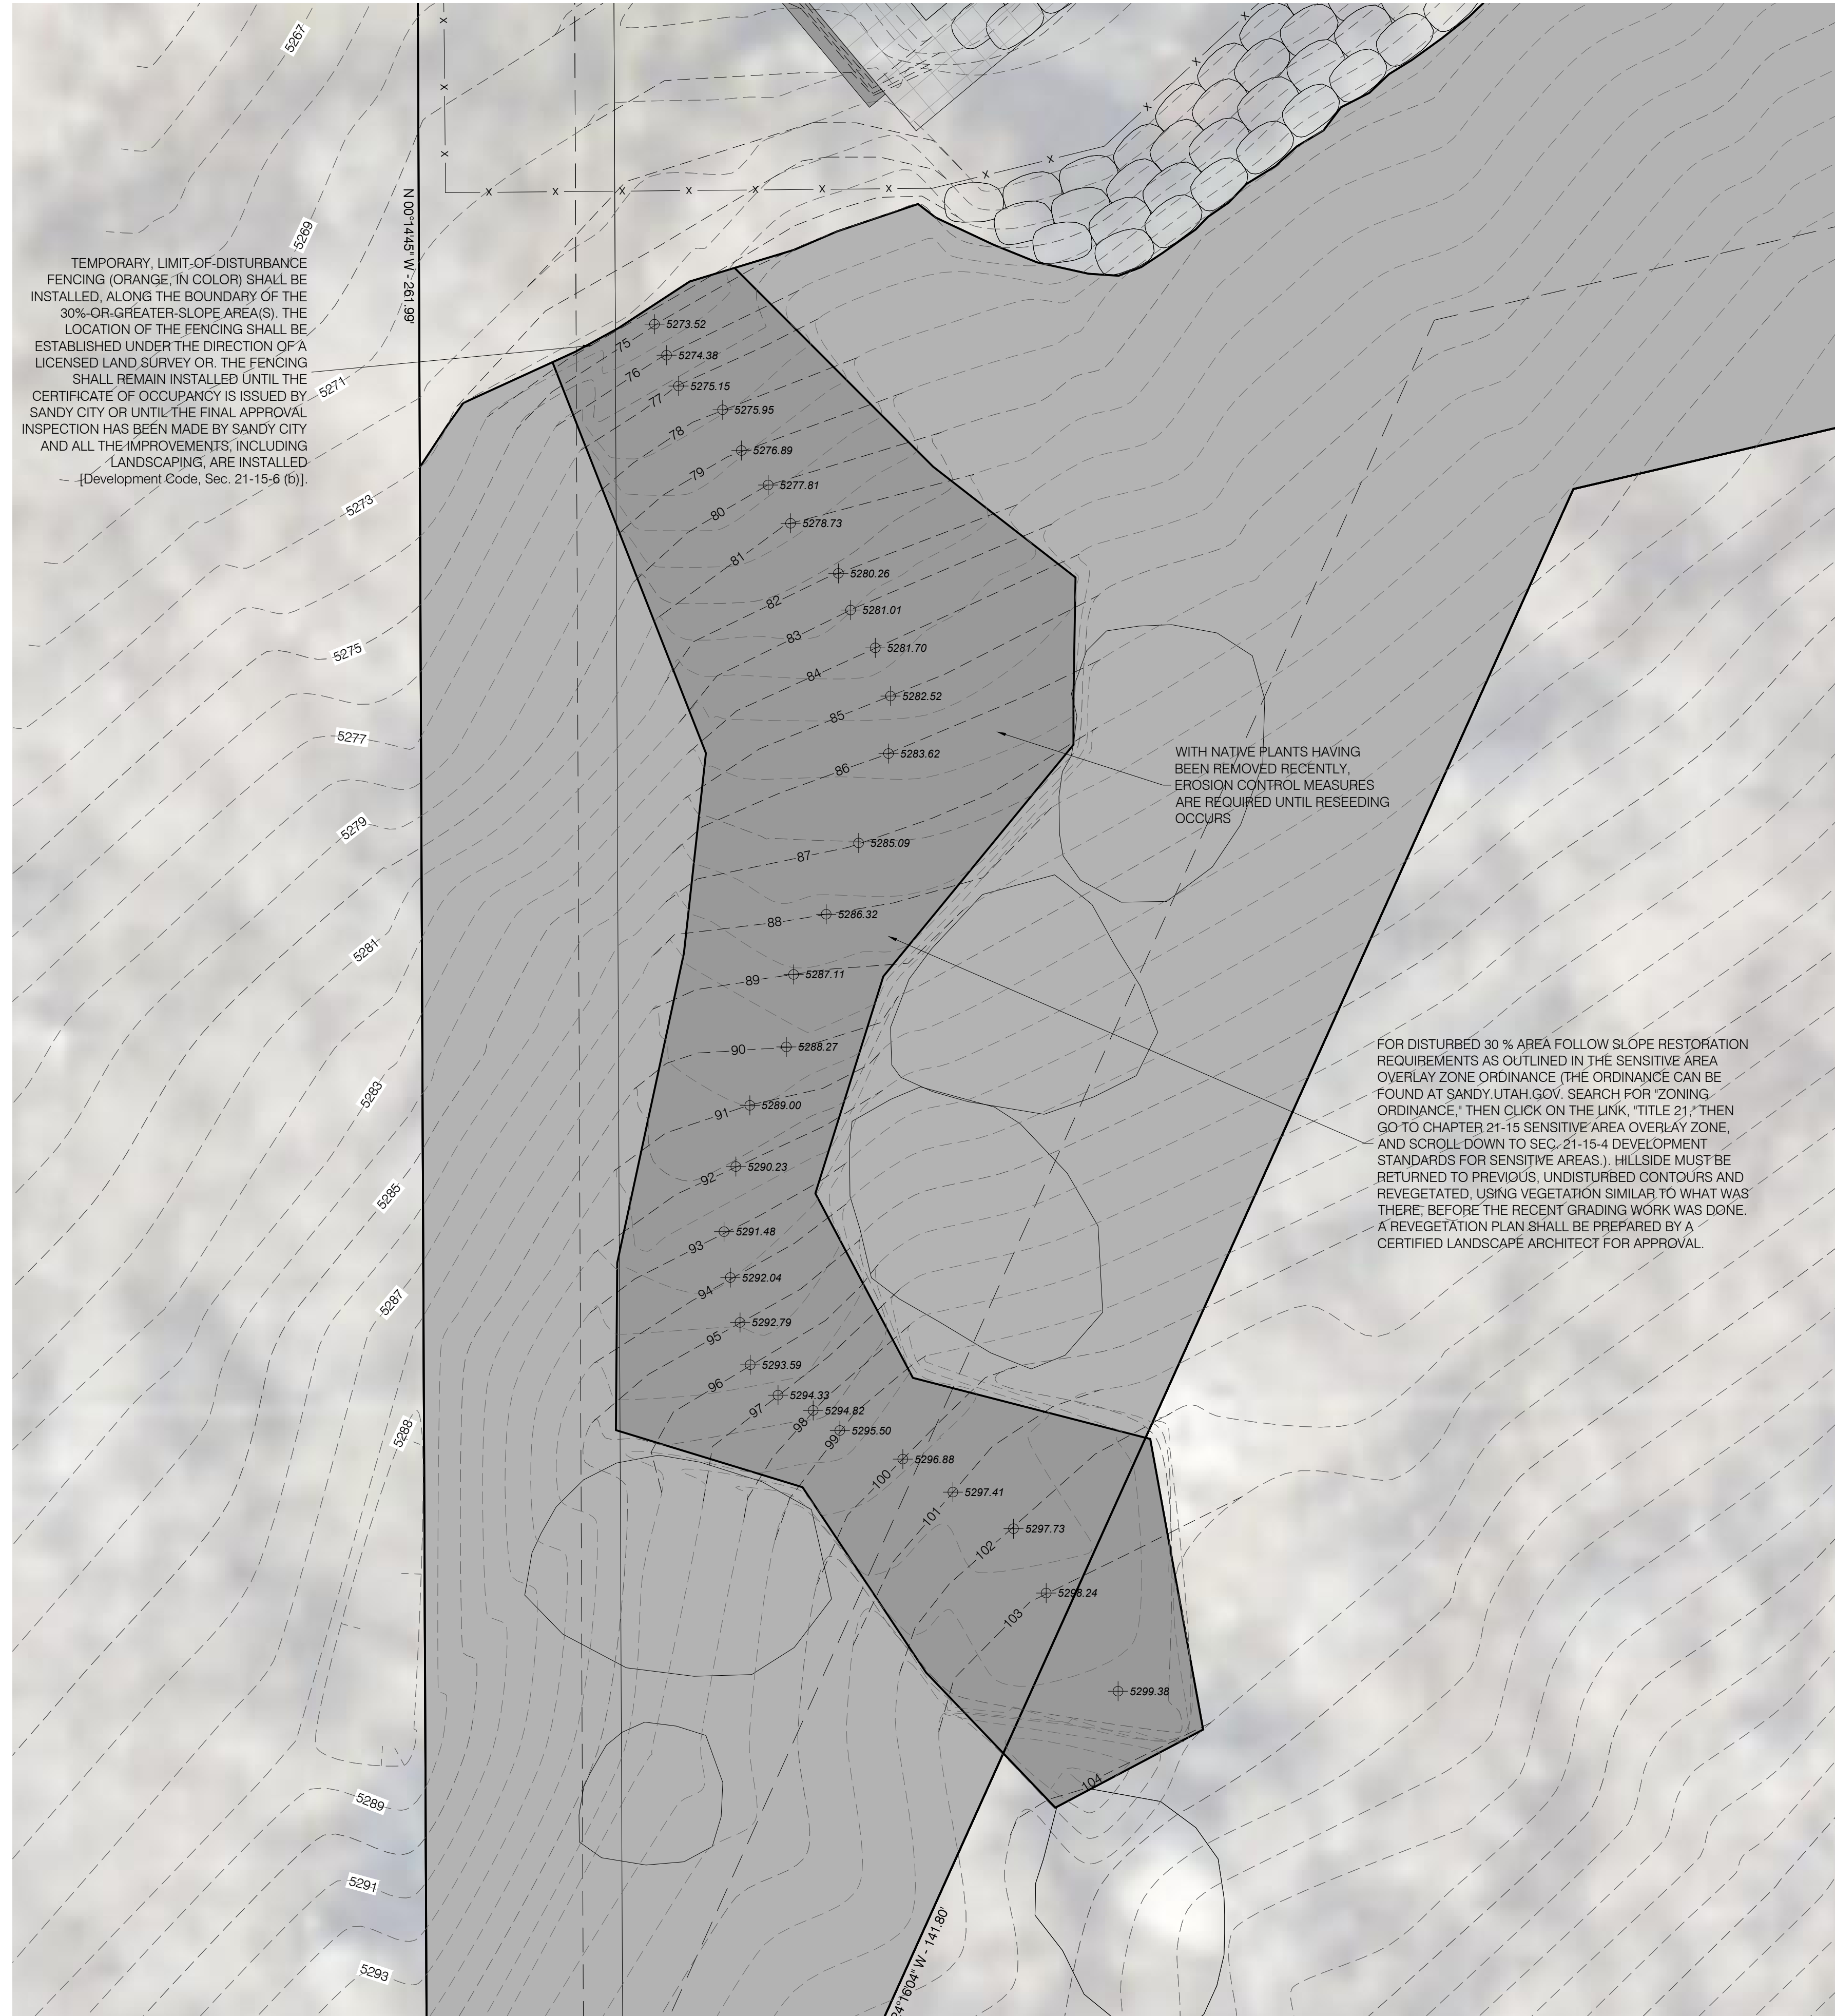 5267
5269
N 00°14'45" W - 261.99'
TEMPORARY, LIMIT-OF-DISTURBANCE
FENCING (ORANGE, IN COLOR) SHALL BE
INSTALLED, ALONG THE BOUNDARY OF THE
30%-OR-GREATER-SLOPE AREA(S). THE
LOCATION OF THE FENCING SHALL BE
ESTABLISHED UNDER THE DIRECTION OF A
LICENSED LAND SURVEY OR. THE FENCING
SHALL REMAIN INSTALLED UNTIL THE
CERTIFICATE OF OCCUPANCY IS ISSUED BY
SANDY CITY OR UNTIL THE FINAL APPROVAL
INSPECTION HAS BEEN MADE BY SANDY CITY
AND ALL THE IMPROVEMENTS, INCLUDING
LANDSCAPING, ARE INSTALLED
[Development Code, Sec. 21-15-6 (b)].
5271
5273
5275
5277
5279
5281
5283
5285
5287
5288
5289
5291
5293
5273.52
75
5274.38
76
5275.15
77
5275.95
78
5276.89
79
5277.81
80
5278.73
81
5280.26
82
5281.01
83
5281.70
84
5282.52
85
5283.62
86
5285.09
87
5286.32
88
5287.11
89
5288.27
90
5289.00
91
5290.23
92
5291.48
93
5292.04
94
5292.79
95
5293.59
96
5294.33
97
5294.82
98
5295.50
99
5296.88
100
5297.41
101
5297.73
102
5298.24
103
5299.38
104
WITH NATIVE PLANTS HAVING
BEEN REMOVED RECENTLY,
EROSION CONTROL MEASURES
ARE REQUIRED UNTIL RESEEDING
OCCURS
FOR DISTURBED 30 % AREA FOLLOW SLOPE RESTORATION
REQUIREMENTS AS OUTLINED IN THE SENSITIVE AREA
OVERLAY ZONE ORDINANCE (THE ORDINANCE CAN BE
FOUND AT SANDY.UTAH.GOV. SEARCH FOR "ZONING
ORDINANCE," THEN CLICK ON THE LINK, "TITLE 21," THEN
GO TO CHAPTER 21-15 SENSITIVE AREA OVERLAY ZONE,
AND SCROLL DOWN TO SEC. 21-15-4 DEVELOPMENT
STANDARDS FOR SENSITIVE AREAS.). HILLSIDE MUST BE
RETURNED TO PREVIOUS, UNDISTURBED CONTOURS AND
REVEGETATED, USING VEGETATION SIMILAR TO WHAT WAS
THERE, BEFORE THE RECENT GRADING WORK WAS DONE.
A REVEGETATION PLAN SHALL BE PREPARED BY A
CERTIFIED LANDSCAPE ARCHITECT FOR APPROVAL.
24°16'04" W - 141.80'